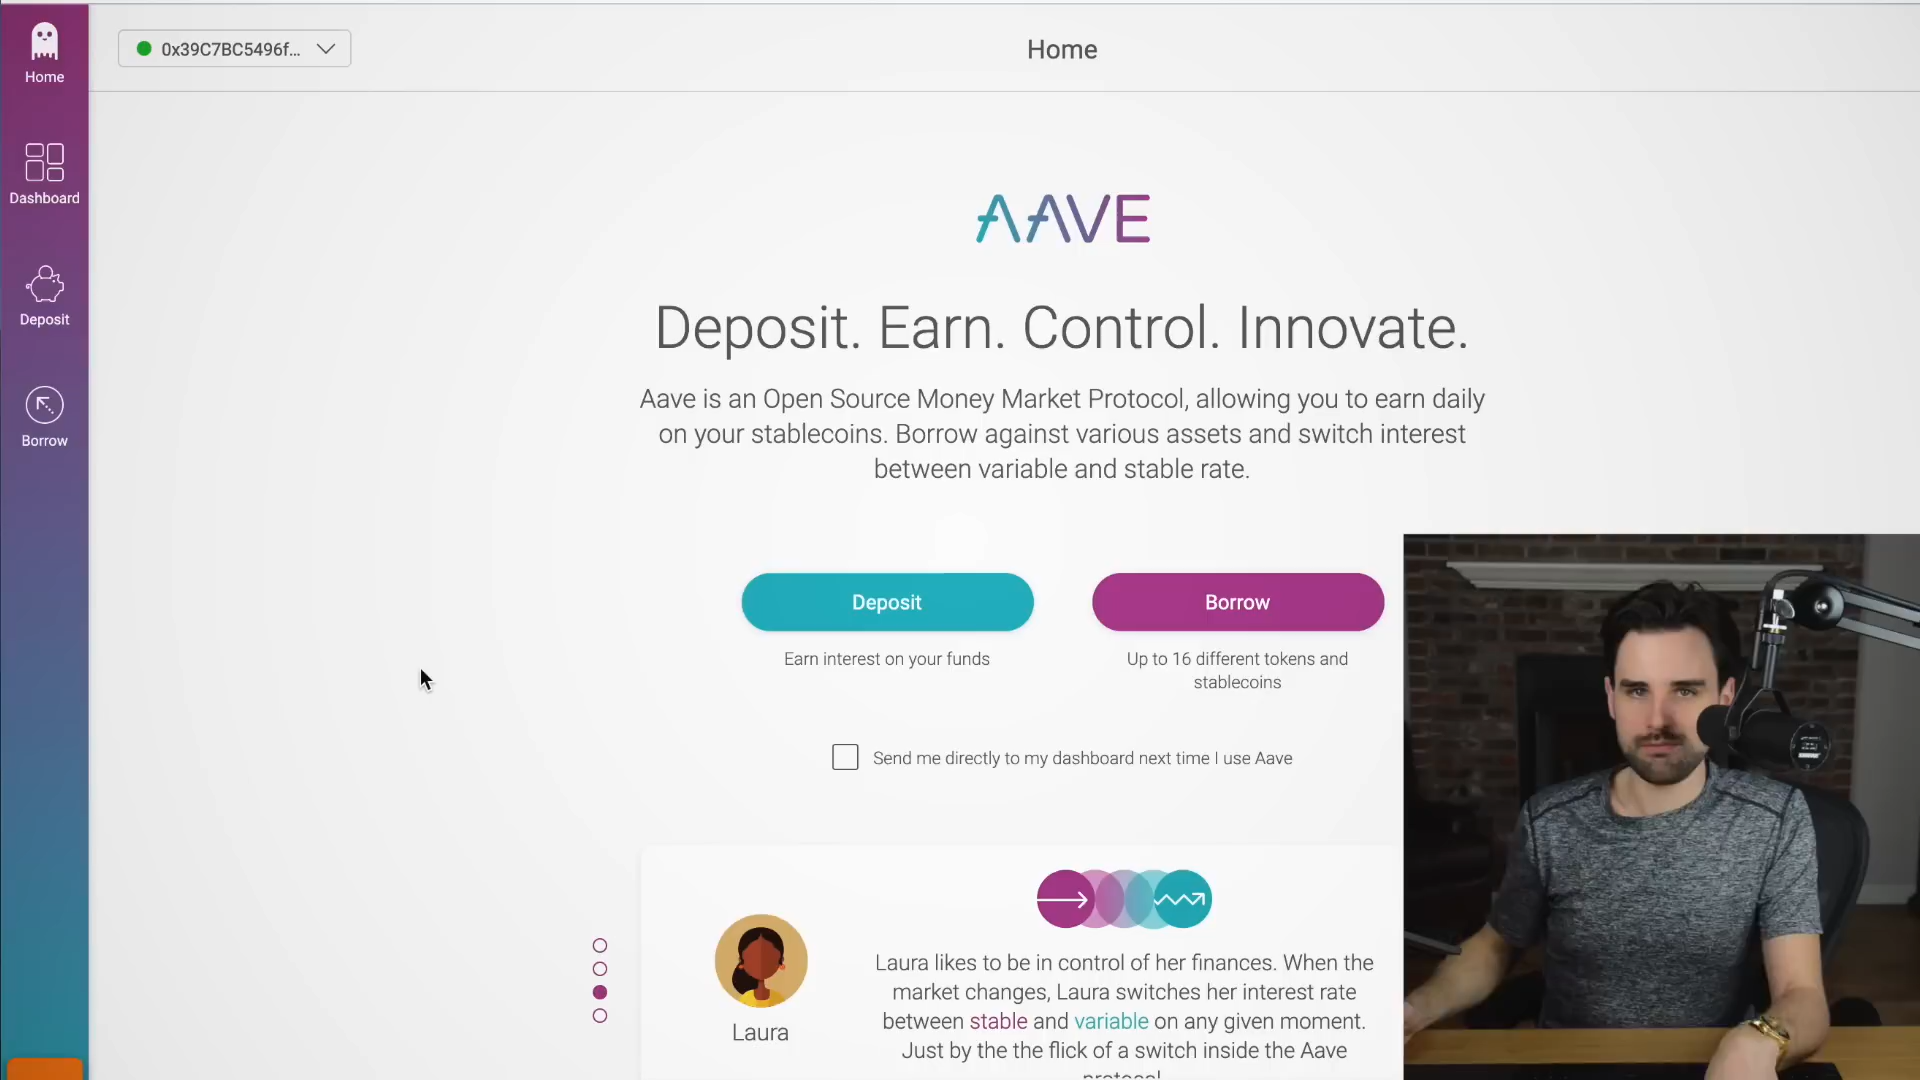 Home
0x39C7BC5496f...
Home
Dashboard
Deposit
Borrow
AAVE
Deposit. Earn. Control. Innovate.
Aave is an Open Source Money Market Protocol, allowing you to earn daily
on your stablecoins. Borrow against various assets and switch interest
between variable and stable rate.
Deposit
Borrow
Earn interest on your funds
Up to 16 different tokens and
stablecoins
Send me directly to my dashboard next time I use Aave
Laura
Laura likes to be in control of her finances. When the
market changes, Laura switches her interest rate
between stable and variable on any given moment.
Just by the the flick of a switch inside the Aave